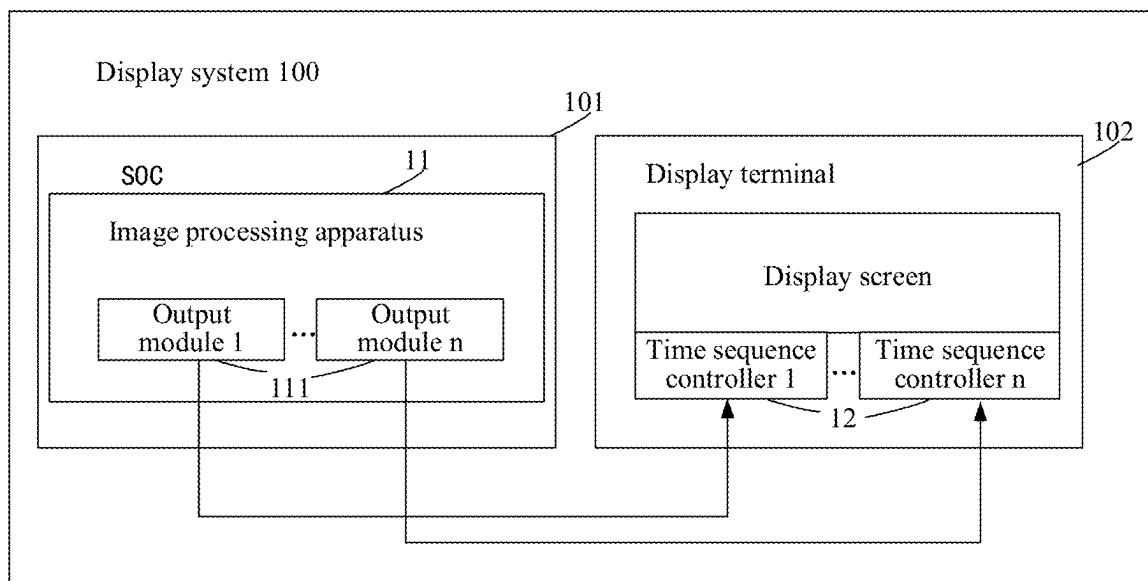 Display system 100
101
102
SOC
11
Image processing apparatus
Output
module 1
...
Output
module n
111
Display terminal
Display screen
Time sequence
controller 1
...
Time sequence
controller n
12